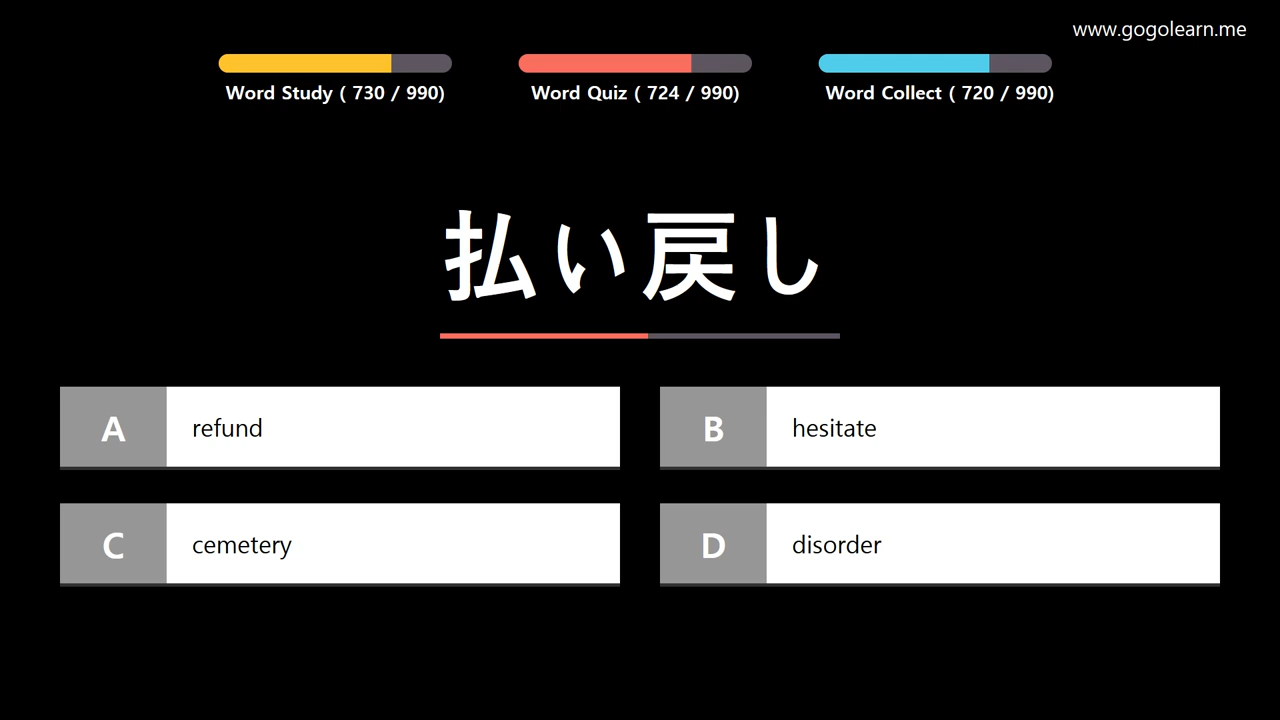 www.gogolearn.me
Word Study ( 730 / 990)
Word Quiz ( 724 / 990)
Word Collect ( 720 / 990)
払い戻し
A refund
B hesitate
C cemetery
D disorder